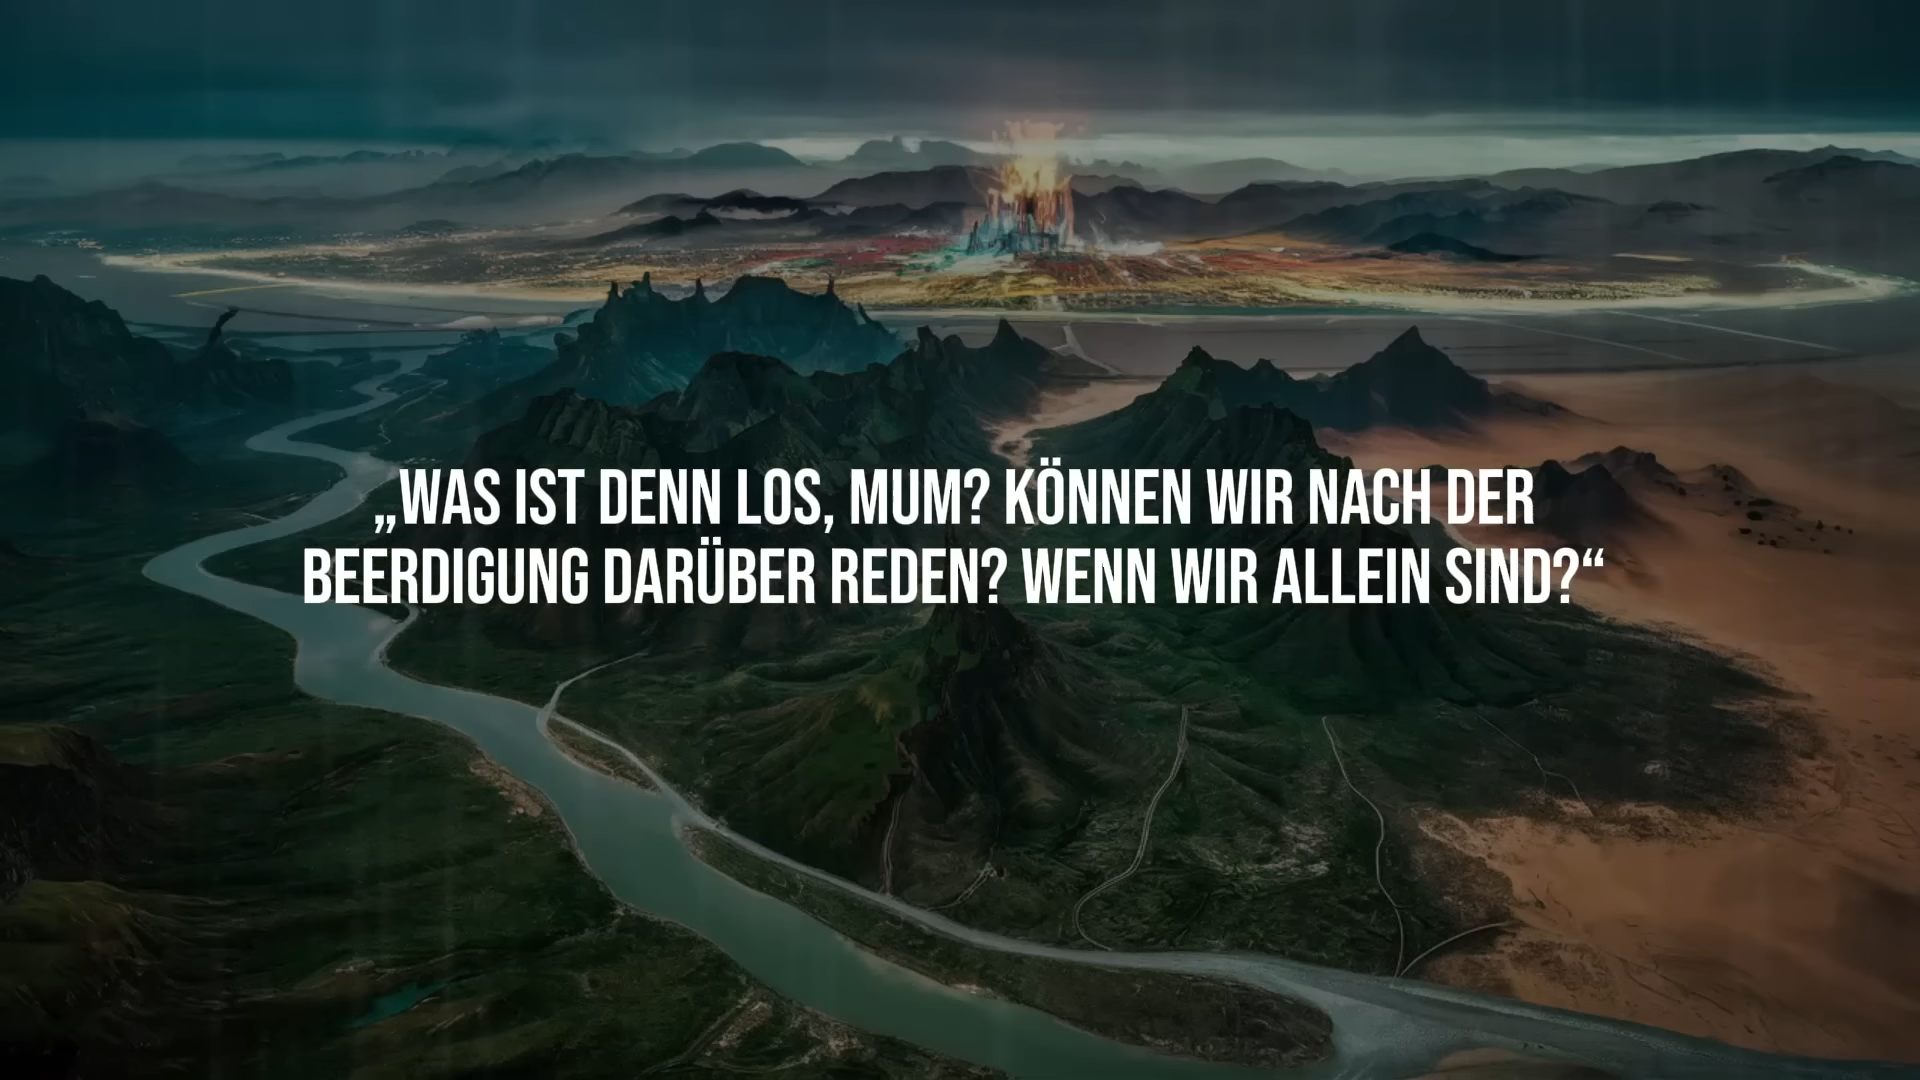 „WAS IST DENN LOS, MUM? KÖNNEN WIR NACH DER
BEERDIGUNG DARÜBER REDEN? WENN WIR ALLEIN SIND?“